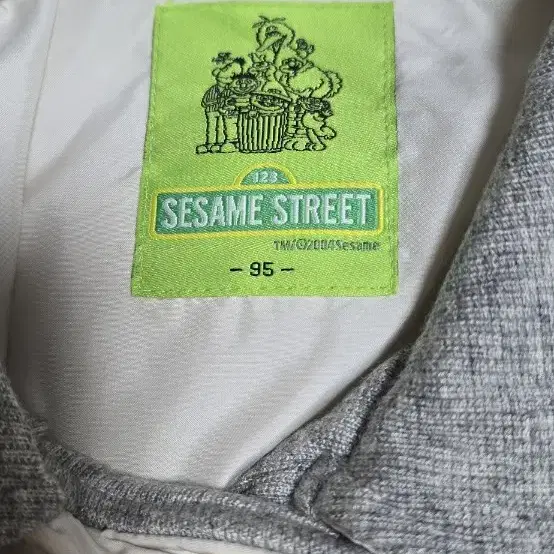 123
SESAME STREET
TM/©2004Sesame
- 95 -